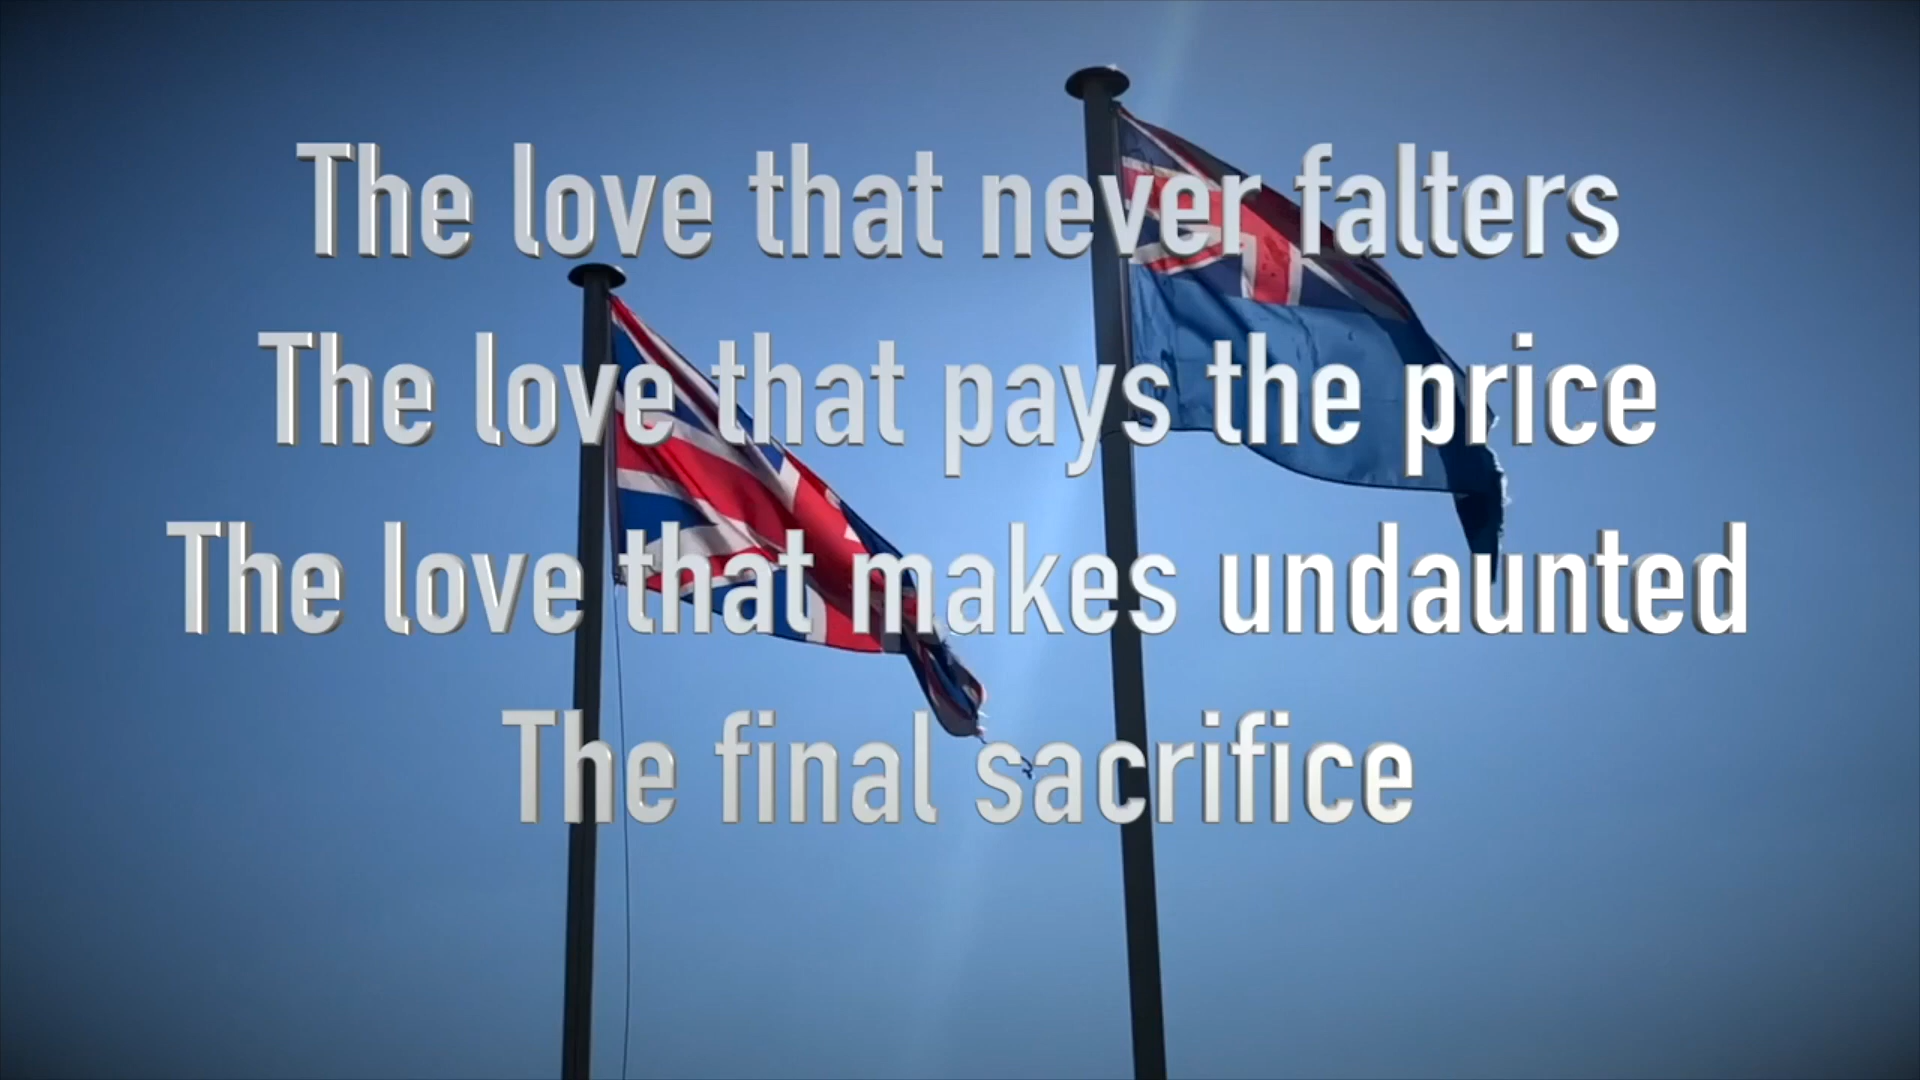 The love that never falters
The love that pays the price
The love that makes undaunted
The final sacrifice